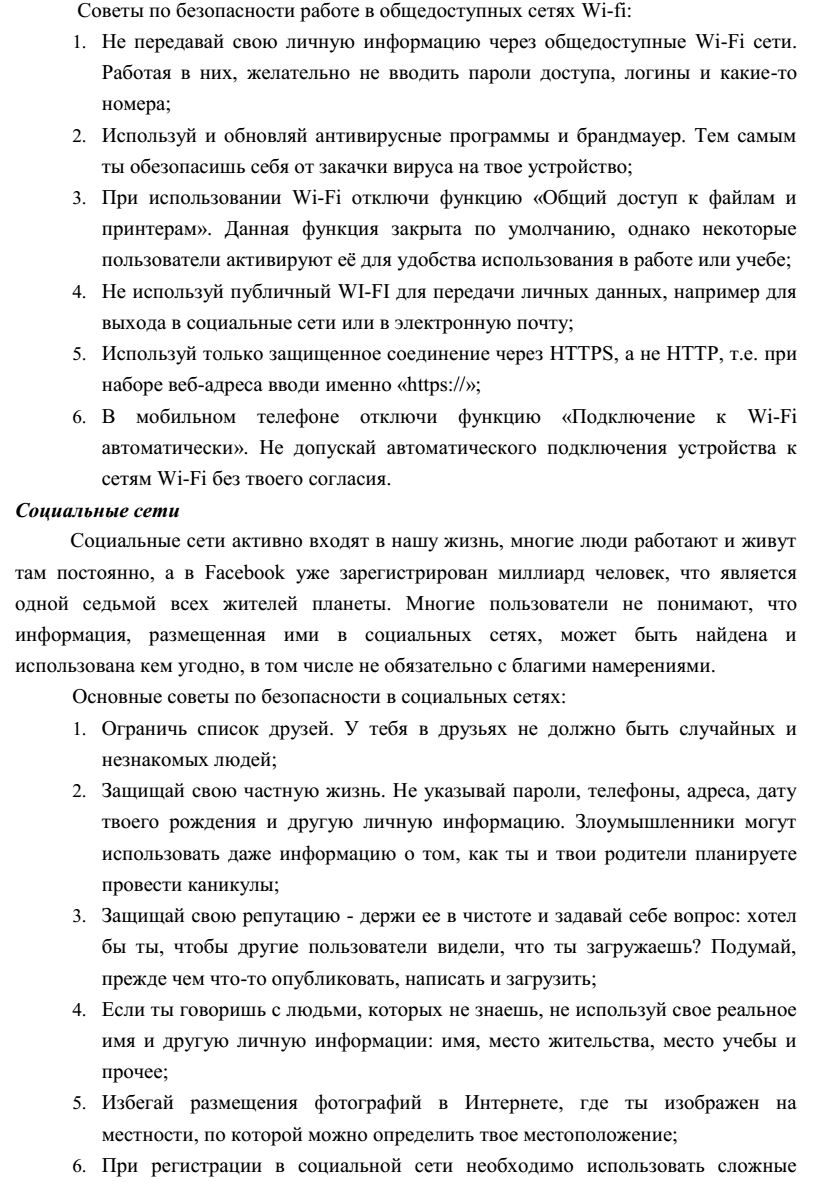 Советы по безопасности работе в общедоступных сетях Wi-fi:
1. Не передавай свою личную информацию через общедоступные Wi-Fi сети.
Работая в них, желательно не вводить пароли доступа, логины и какие-то
номера;
2. Используй и обновляй антивирусные программы и брандмауер. Тем самым
ты обезопасишь себя от закачки вируса на твое устройство;
3. При использовании Wi-Fi отключи функцию «Общий доступ к файлам и
принтерам». Данная функция закрыта по умолчанию, однако некоторые
пользователи активируют её для удобства использования в работе или учебе;
4. Не используй публичный WI-FI для передачи личных данных, например для
выхода в социальные сети или в электронную почту;
5. Используй только защищенное соединение через HTTPS, а не HTTP, т.е. при
наборе веб-адреса вводи именно «https://»;
6. В мобильном телефоне отключи функцию «Подключение к Wi-Fi
автоматически». Не допускай автоматического подключения устройства к
сетям Wi-Fi без твоего согласия.
Социальные сети
Социальные сети активно входят в нашу жизнь, многие люди работают и живут
там постоянно, а в Facebook уже зарегистрирован миллиард человек, что является
одной седьмой всех жителей планеты. Многие пользователи не понимают, что
информация, размещенная ими в социальных сетях, может быть найдена и
использована кем угодно, в том числе не обязательно с благими намерениями.
Основные советы по безопасности в социальных сетях:
1. Ограничь список друзей. У тебя в друзьях не должно быть случайных и
незнакомых людей;
2. Защищай свою частную жизнь. Не указывай пароли, телефоны, адреса, дату
твоего рождения и другую личную информацию. Злоумышленники могут
использовать даже информацию о том, как ты и твои родители планируете
провести каникулы;
3. Защищай свою репутацию - держи ее в чистоте и задавай себе вопрос: хотел
бы ты, чтобы другие пользователи видели, что ты загружаешь? Подумай,
прежде чем что-то опубликовать, написать и загрузить;
4. Если ты говоришь с людьми, которых не знаешь, не используй свое реальное
имя и другую личную информации: имя, место жительства, место учебы и
прочее;
5. Избегай размещения фотографий в Интернете, где ты изображен на
местности, по которой можно определить твое местоположение;
6. При регистрации в социальной сети необходимо использовать сложные